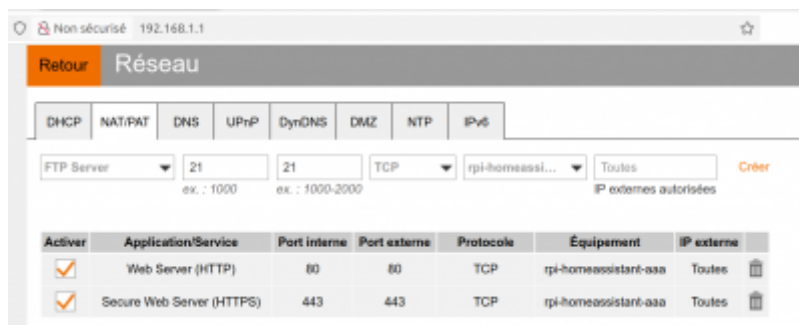 Non sécurisé 192.168.1.1
Retour Réseau
DHCP NAT/PAT DNS UPnP DynDNS DMZ NTP IPv6
FTP Server 21 21 TCP rpi-homeassi... Toutes Créer
ex. : 1000 ex. : 1000-2000 IP externes autorisées
Activer Application/Service Port interne Port externe Protocole Équipement IP externe
Web Server (HTTP) 80 80 TCP rpi-homeassistant-aaa Toutes
Secure Web Server (HTTPS) 443 443 TCP rpi-homeassistant-aaa Toutes